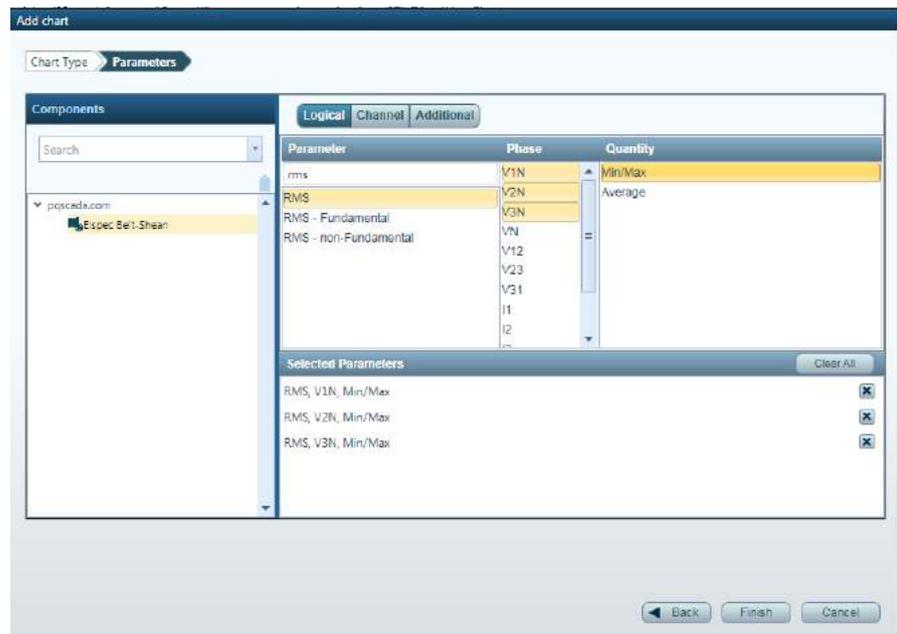 Add chart
Chart Type Parameters
Components
Logical Channel Additional
Search
Parameter Phase Quantity
rms V1N Min/Max
RMS V2N Average
RMS - Fundamental V3N
RMS - non-Fundamental VN
V12
V23
V31
I1
I2
pqscada.com
Elspec Beit-Shean
Selected Parameters Clear All
RMS, V1N, Min/Max
RMS, V2N, Min/Max
RMS, V3N, Min/Max
Back Finish Cancel